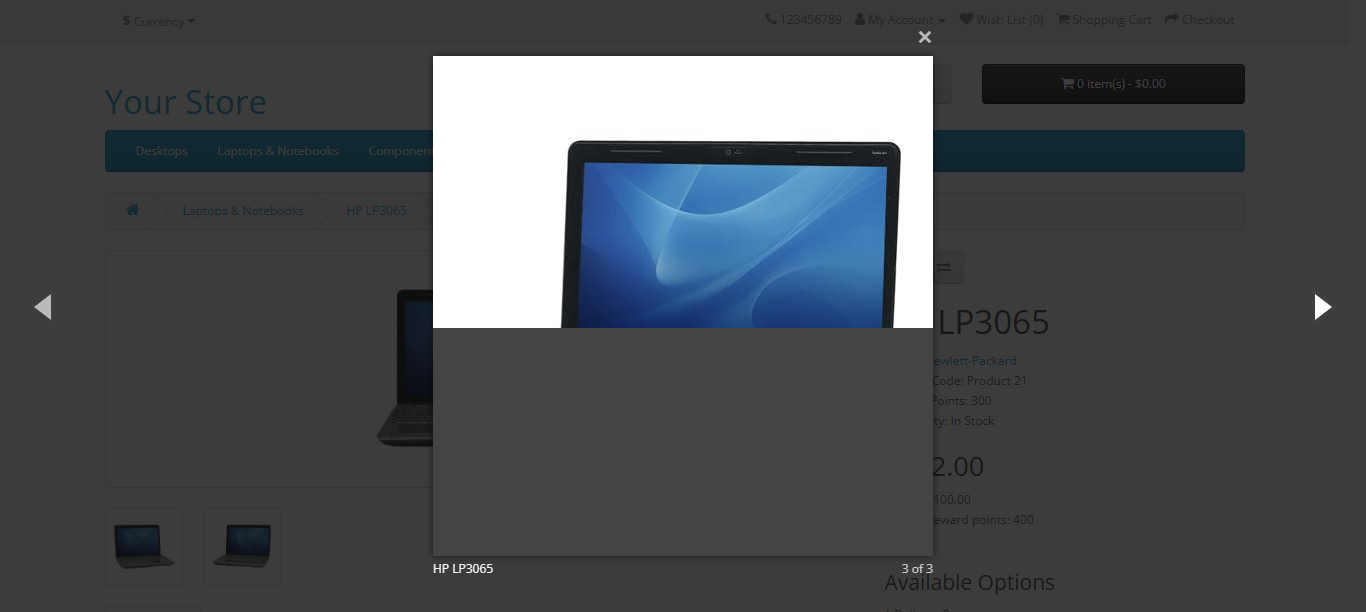 $ Currency
123456789 My Account Wish List (0) Shopping Cart Checkout
×
Your Store
0 item(s) - $0.00
Desktops Laptops & Notebooks Componen
Laptops & Notebooks HP LP3065
LP3065
ewlett-Packard
Code: Product 21
Points: 300
ty: In Stock
2.00
100.00
eward points: 400
HP LP3065 3 of 3
Available Options